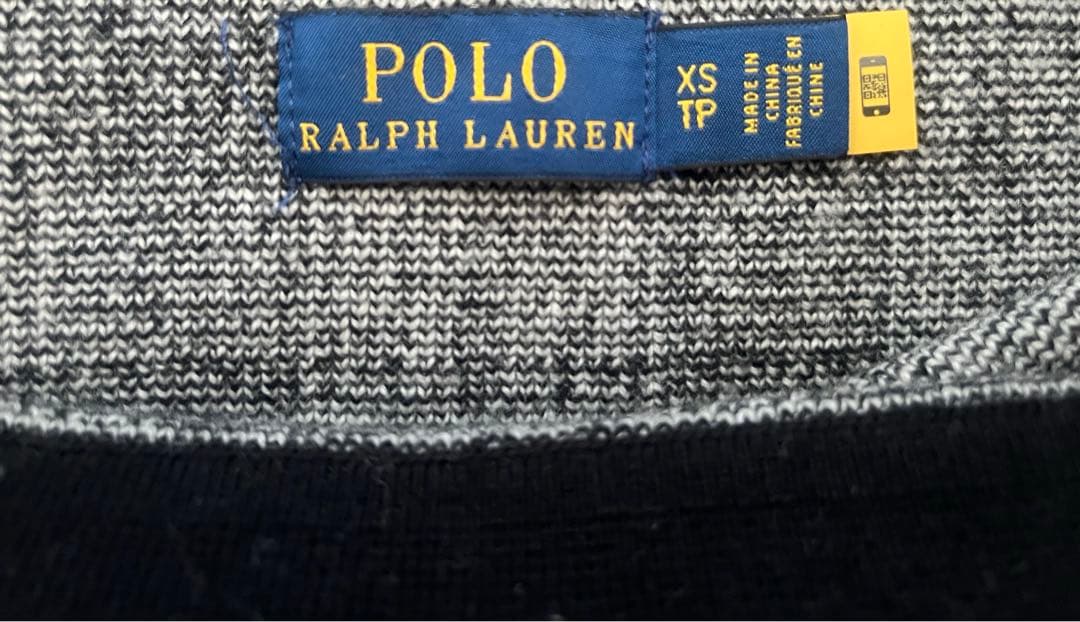 POLO
RALPH LAUREN
XS
TP
MADE IN
CHINA
FABRIQUÉ EN
CHINE